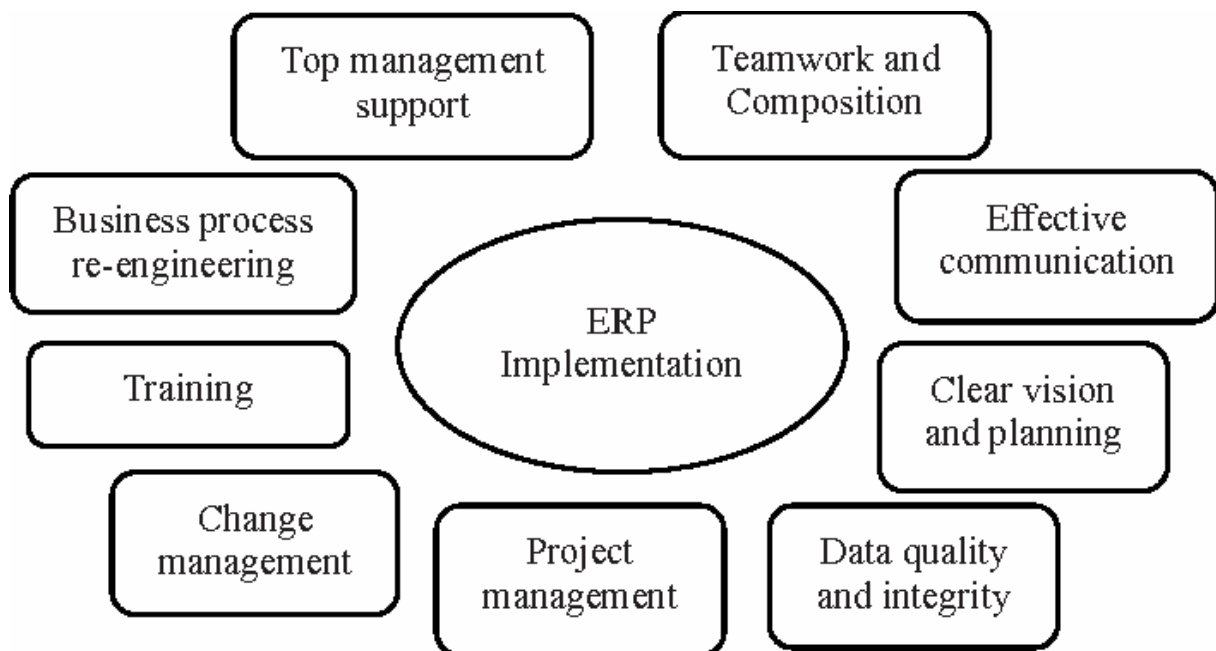 Top management
support
Teamwork and
Composition
Business process
re-engineering
Effective
communication
ERP
Implementation
Training
Clear vision
and planning
Change
management
Project
management
Data quality
and integrity